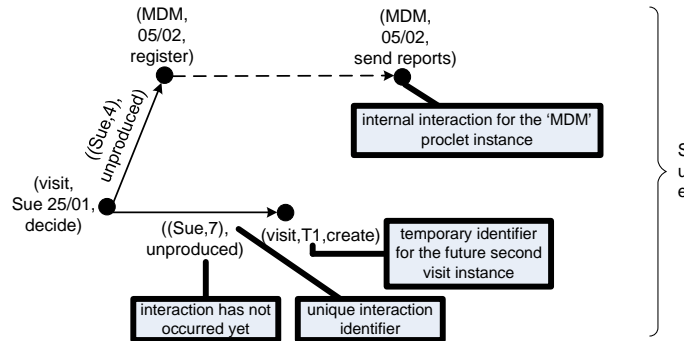 (MDM,
05/02,
register)
(MDM,
05/02,
send reports)
((Sue,4),
unproduced)
internal interaction for the ‘MDM’
proclet instance
(visit,
Sue 25/01,
decide)
((Sue,7),
unproduced)
(visit,T1,create)
temporary identifier
for the future second
visit instance
interaction has not
occurred yet
unique interaction
identifier